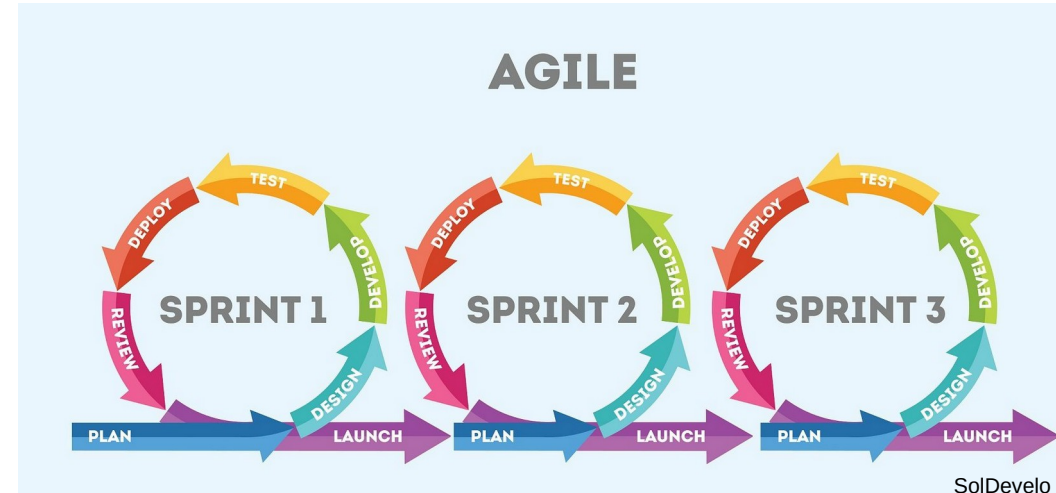 AGILE
TEST
DEPLOY
DEVELOP
SPRINT 1
REVIEW
DESIGN
PLAN
LAUNCH
TEST
DEPLOY
DEVELOP
SPRINT 2
REVIEW
DESIGN
PLAN
LAUNCH
TEST
DEPLOY
DEVELOP
SPRINT 3
REVIEW
DESIGN
PLAN
LAUNCH
SolDevelo